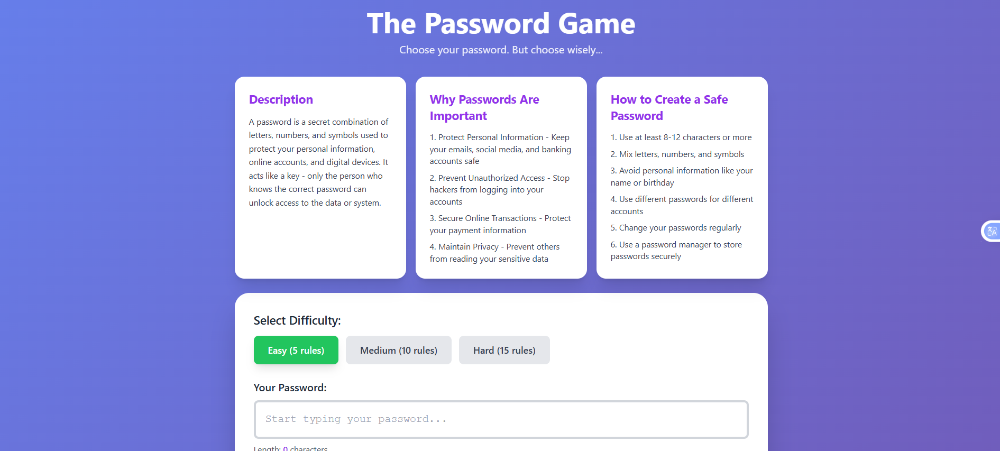 The Password Game
Choose your password. But choose wisely...
Description
A password is a secret combination of
letters, numbers, and symbols used to
protect your personal information,
online accounts, and digital devices. It
acts like a key - only the person who
knows the correct password can
unlock access to the data or system.
Why Passwords Are
Important
1. Protect Personal Information - Keep
your emails, social media, and banking
accounts safe
2. Prevent Unauthorized Access - Stop
hackers from logging into your
accounts
3. Secure Online Transactions - Protect
your payment information
4. Maintain Privacy - Prevent others
from reading your sensitive data
How to Create a Safe
Password
1. Use at least 8-12 characters or more
2. Mix letters, numbers, and symbols
3. Avoid personal information like your
name or birthday
4. Use different passwords for different
accounts
5. Change your passwords regularly
6. Use a password manager to store
passwords securely
Select Difficulty:
Easy (5 rules)
Medium (10 rules)
Hard (15 rules)
Your Password:
Start typing your password...
Length: 0 characters